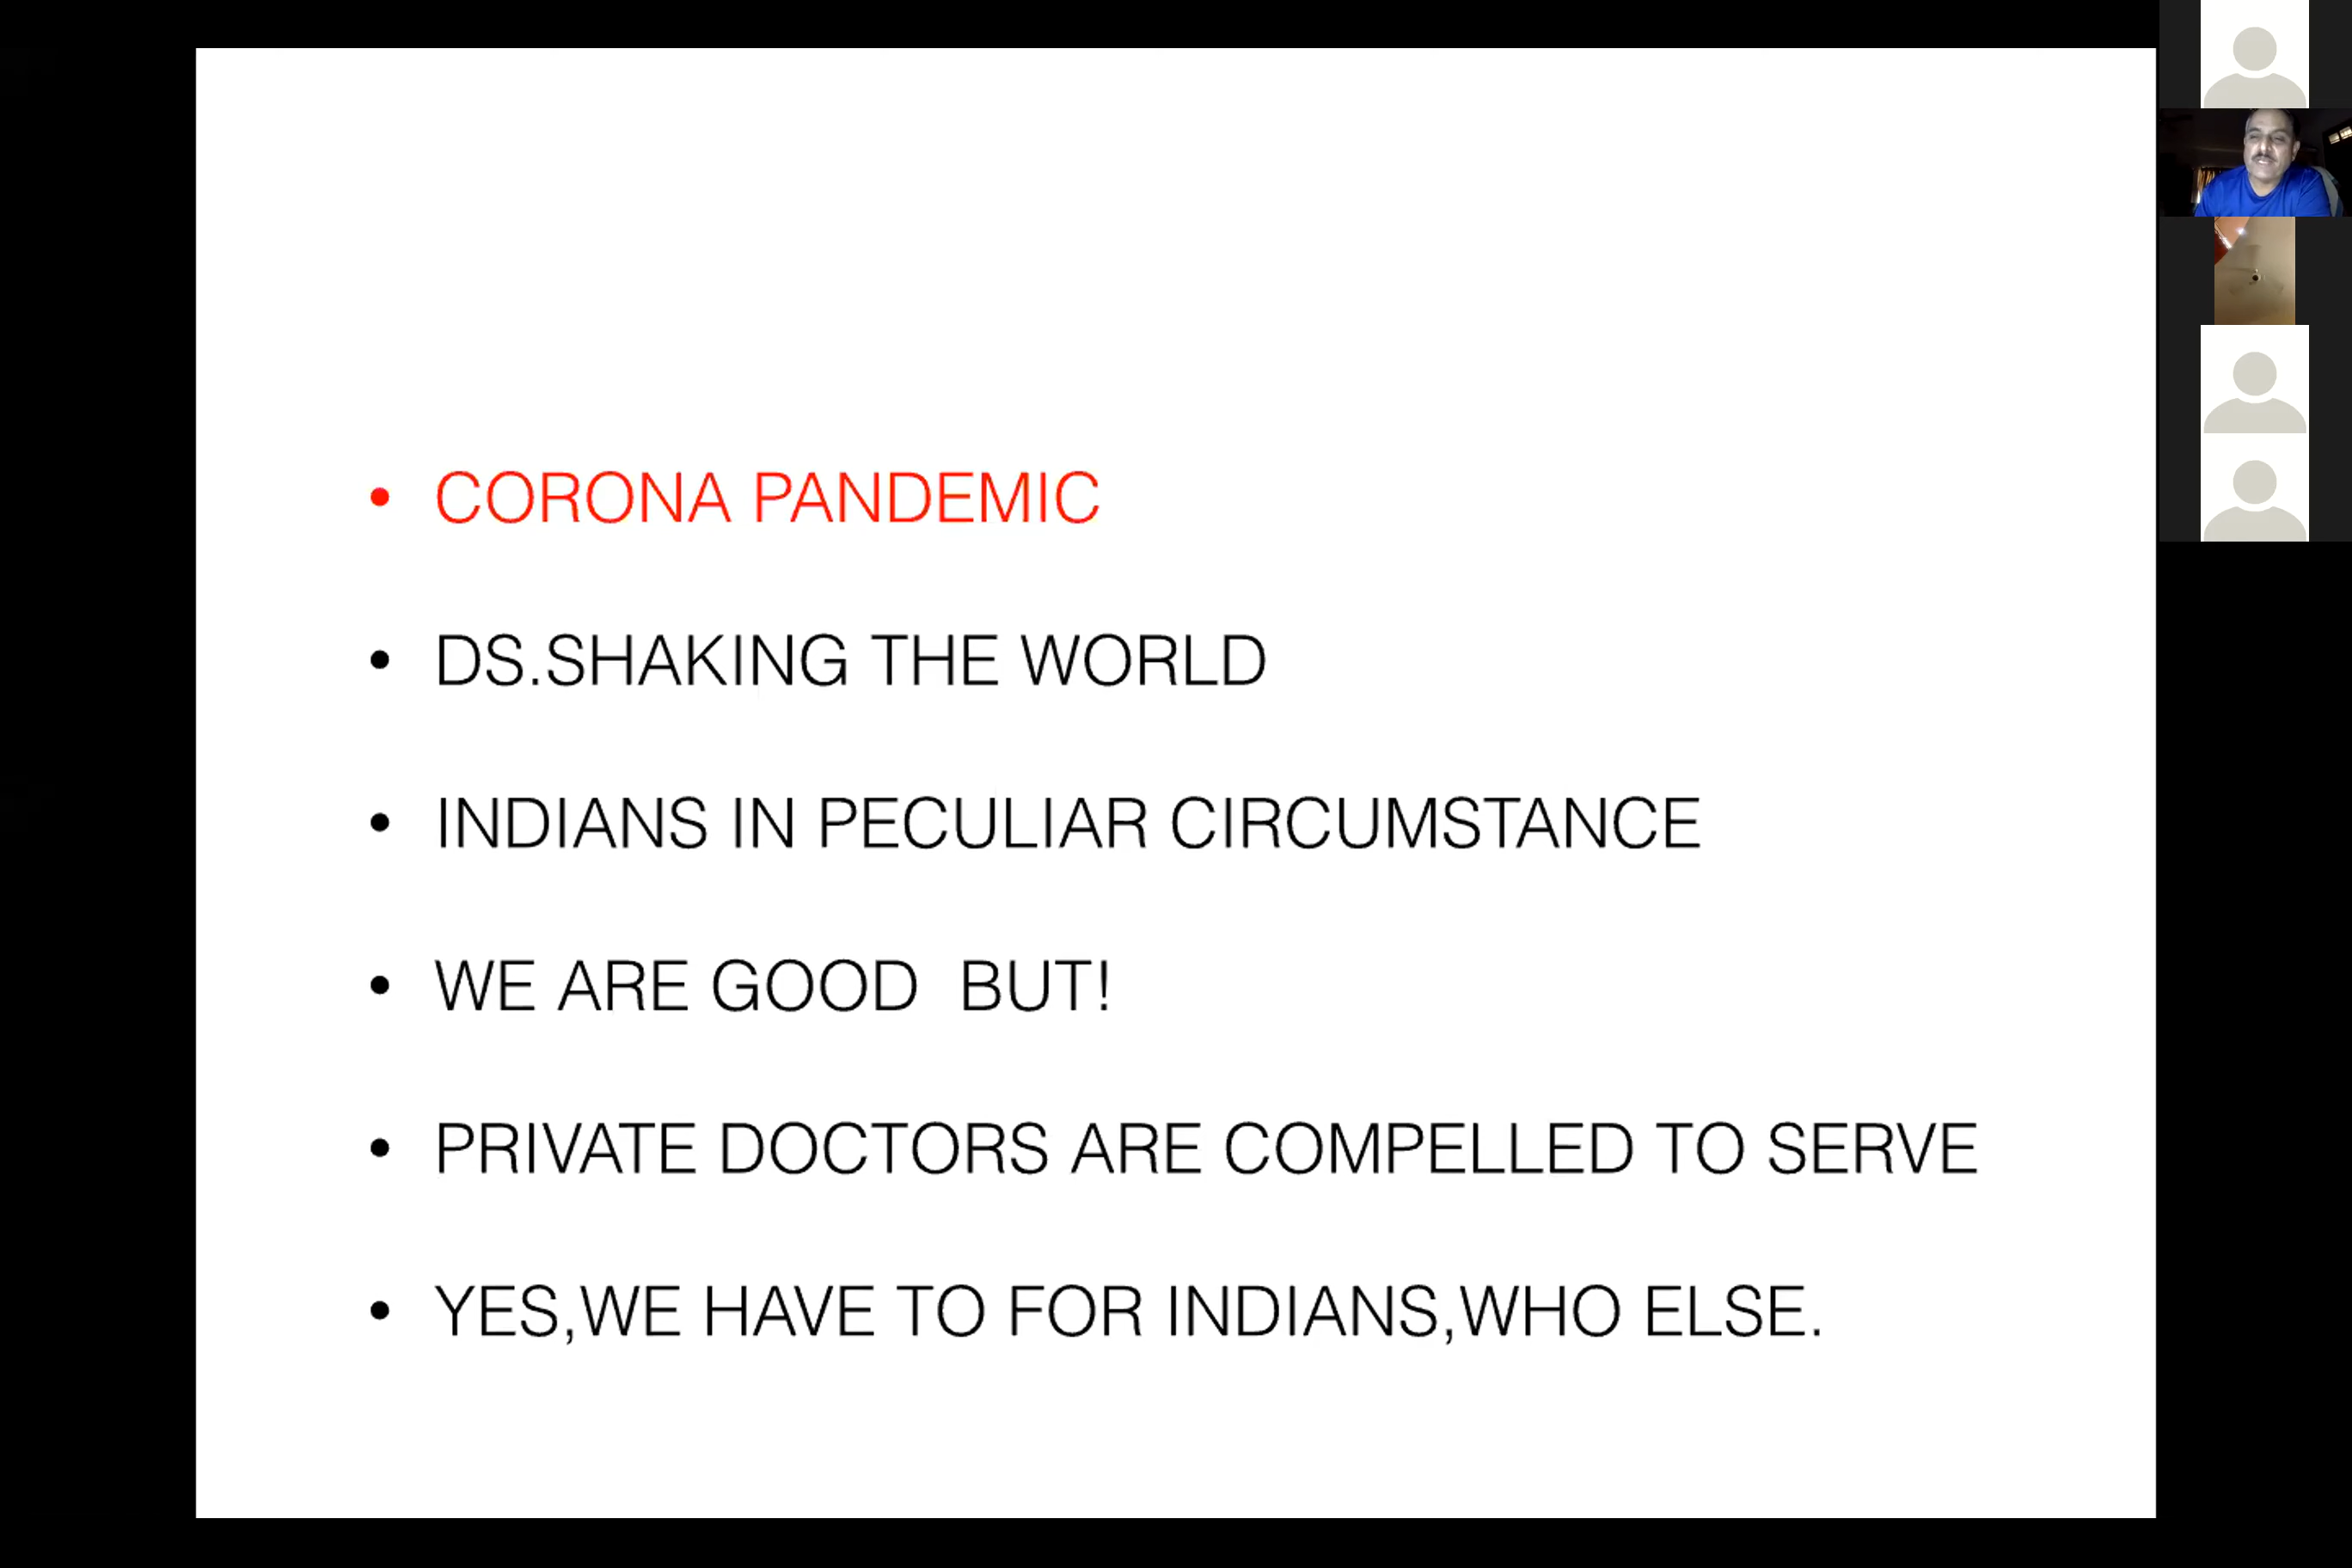 • CORONA PANDEMIC
• DS.SHAKING THE WORLD
• INDIANS IN PECULIAR CIRCUMSTANCE
• WE ARE GOOD  BUT!
• PRIVATE DOCTORS ARE COMPELLED TO SERVE
• YES,WE HAVE TO FOR INDIANS,WHO ELSE.